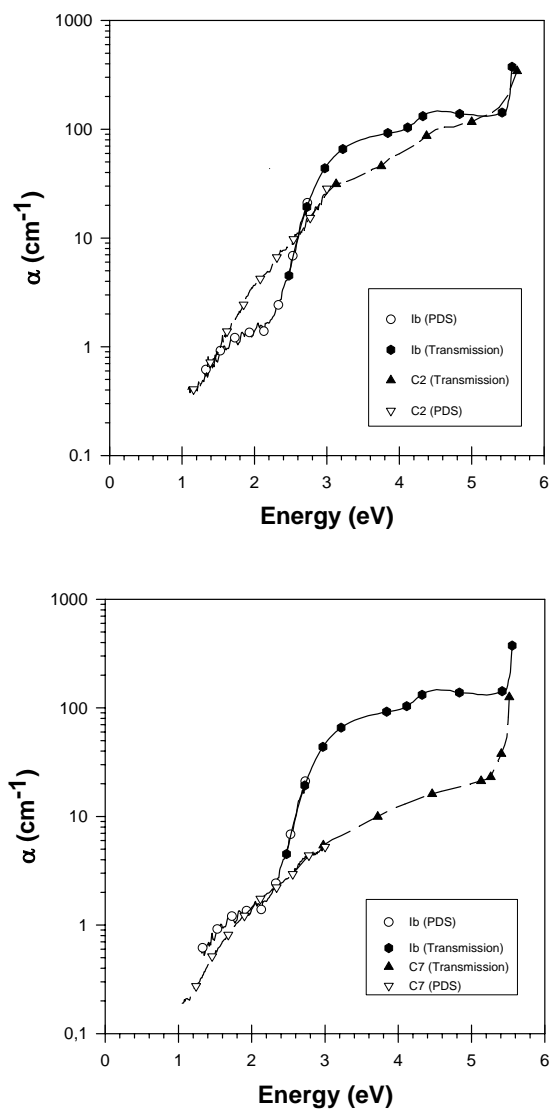 1000
100
10
1
0.1
α (cm-1)
0 1 2 3 4 5 6
Energy (eV)
Ib (PDS)
Ib (Transmission)
C2 (Transmission)
C2 (PDS)
1000
100
10
1
0,1
α (cm-1)
0 1 2 3 4 5 6
Energy (eV)
Ib (PDS)
Ib (Transmission)
C7 (Transmission)
C7 (PDS)